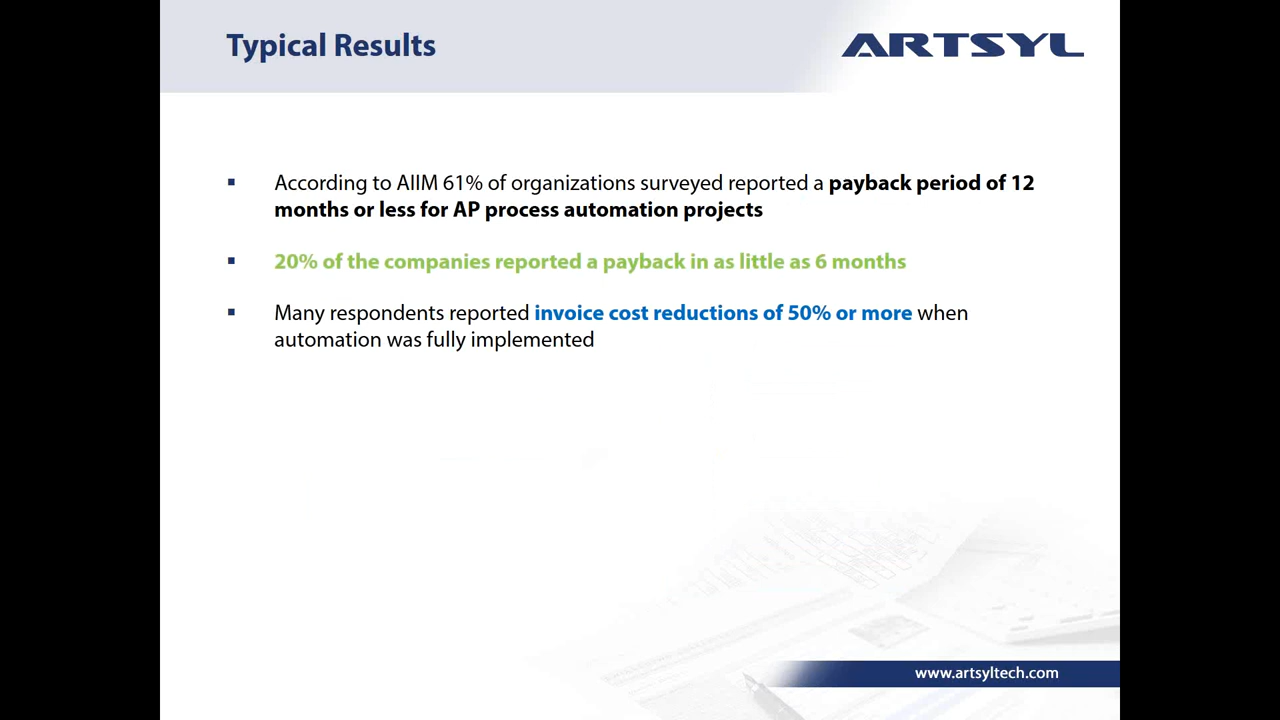 Typical Results
ARTSYL
▪ According to AIIM 61% of organizations surveyed reported a payback period of 12
months or less for AP process automation projects
▪ 20% of the companies reported a payback in as little as 6 months
▪ Many respondents reported invoice cost reductions of 50% or more when
automation was fully implemented
www.artsyltech.com